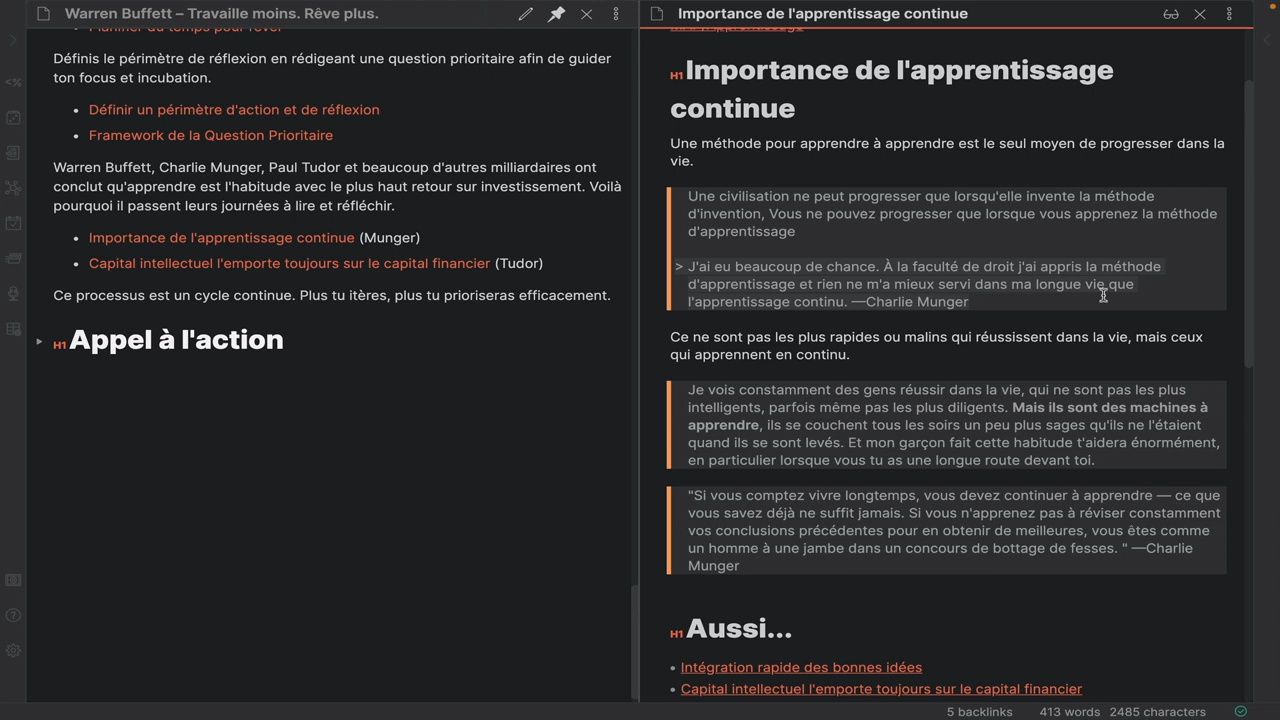 Warren Buffett – Travaille moins. Rêve plus.
Planifier du temps pour rêver
Définis le périmètre de réflexion en rédigeant une question prioritaire afin de guider
ton focus et incubation.
• Définir un périmètre d'action et de réflexion
• Framework de la Question Prioritaire
Warren Buffett, Charlie Munger, Paul Tudor et beaucoup d'autres milliardaires ont
conclut qu'apprendre est l'habitude avec le plus haut retour sur investissement. Voilà
pourquoi il passent leurs journées à lire et réfléchir.
• Importance de l'apprentissage continue (Munger)
• Capital intellectuel l'emporte toujours sur le capital financier (Tudor)
Ce processus est un cycle continue. Plus tu itères, plus tu prioriseras efficacement.
H1 Appel à l'action
Importance de l'apprentissage continue
H1 Importance de l'apprentissage
continue
Une méthode pour apprendre à apprendre est le seul moyen de progresser dans la
vie.
Une civilisation ne peut progresser que lorsqu'elle invente la méthode
d'invention, Vous ne pouvez progresser que lorsque vous apprenez la méthode
d'apprentissage
> J'ai eu beaucoup de chance. À la faculté de droit j'ai appris la méthode
d'apprentissage et rien ne m'a mieux servi dans ma longue vie que
l'apprentissage continu. —Charlie Munger
Ce ne sont pas les plus rapides ou malins qui réussissent dans la vie, mais ceux
qui apprennent en continu.
Je vois constamment des gens réussir dans la vie, qui ne sont pas les plus
intelligents, parfois même pas les plus diligents. Mais ils sont des machines à
apprendre, ils se couchent tous les soirs un peu plus sages qu'ils ne l'étaient
quand ils se sont levés. Et mon garçon fait cette habitude t'aidera énormément,
en particulier lorsque vous tu as une longue route devant toi.
"Si vous comptez vivre longtemps, vous devez continuer à apprendre — ce que
vous savez déjà ne suffit jamais. Si vous n'apprenez pas à réviser constamment
vos conclusions précédentes pour en obtenir de meilleures, vous êtes comme
un homme à une jambe dans un concours de bottage de fesses. " —Charlie
Munger
H1 Aussi...
• Intégration rapide des bonnes idées
• Capital intellectuel l'emporte toujours sur le capital financier
5 backlinks 413 words 2485 characters